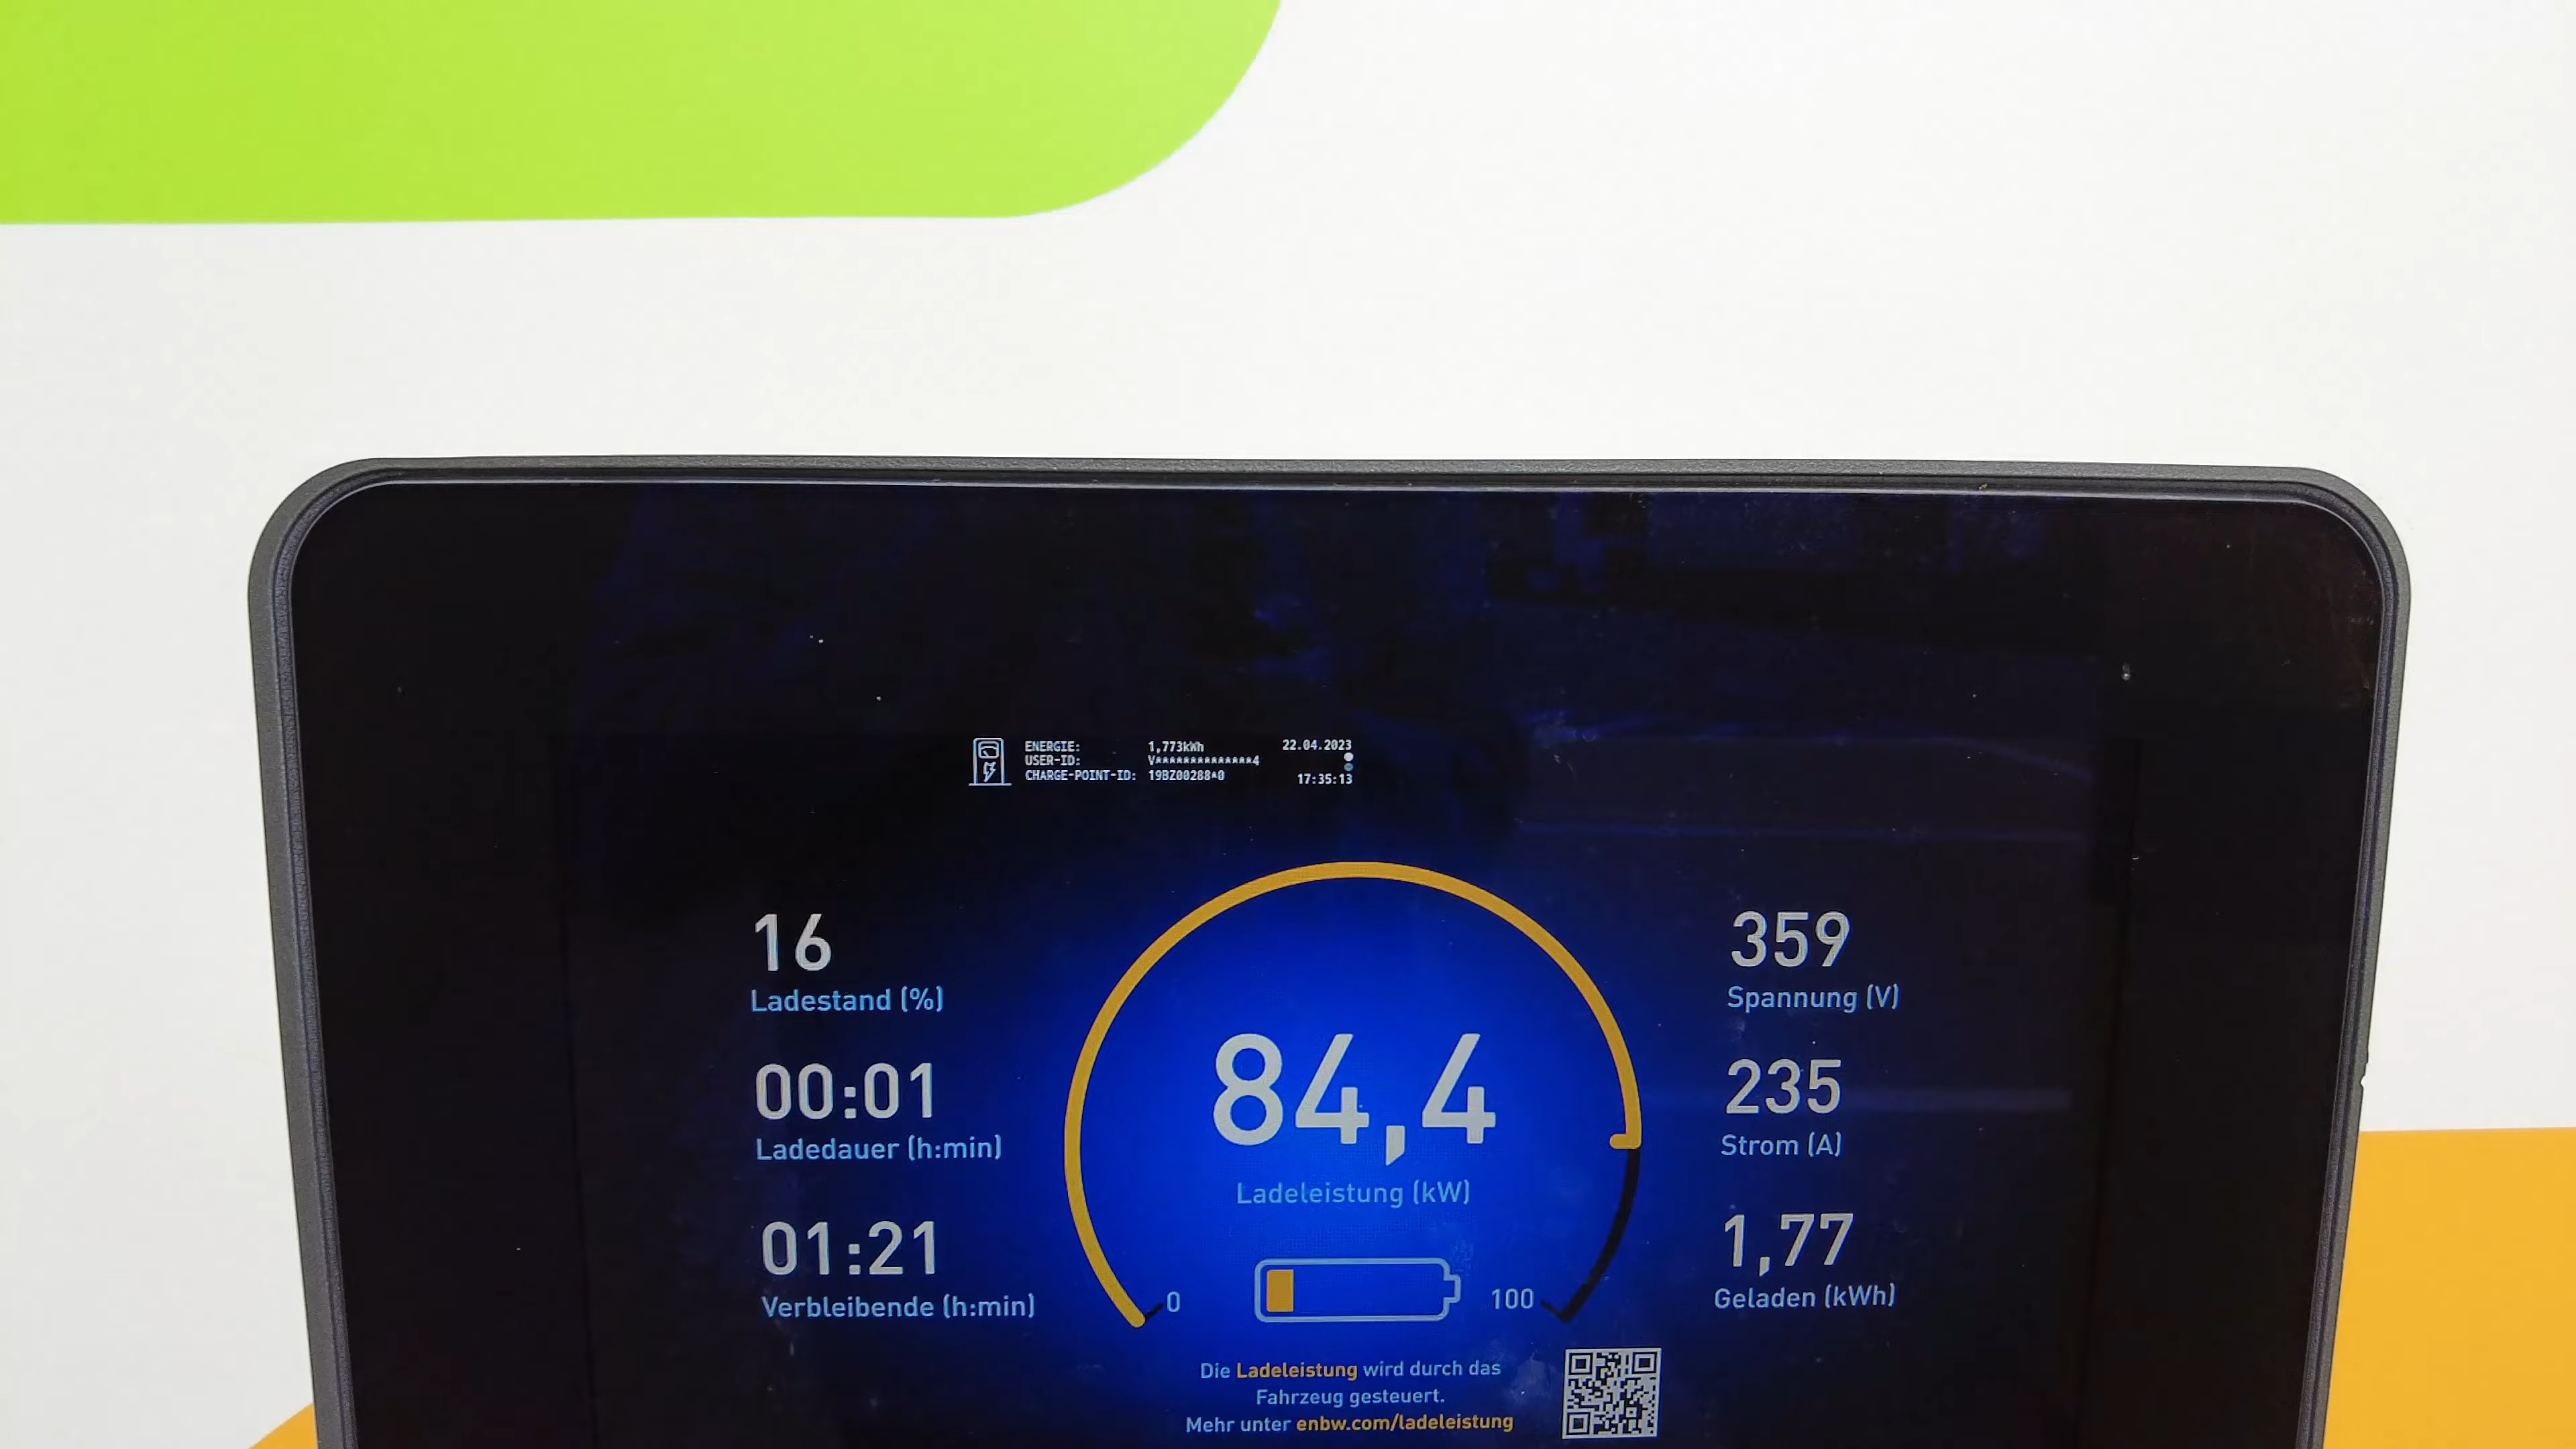 ENERGIE: 1,773kWh 22.04.2023
USER-ID: V**************4
CHARGE-POINT-ID: 19BZ00288*0 17:35:13
16
Ladestand (%)
00:01
Ladedauer (h:min)
01:21
Verbleibende (h:min)
84,4
Ladeleistung (kW)
0
100
359
Spannung (V)
235
Strom (A)
1,77
Geladen (kWh)
Die Ladeleistung wird durch das
Fahrzeug gesteuert.
Mehr unter enbw.com/ladeleistung